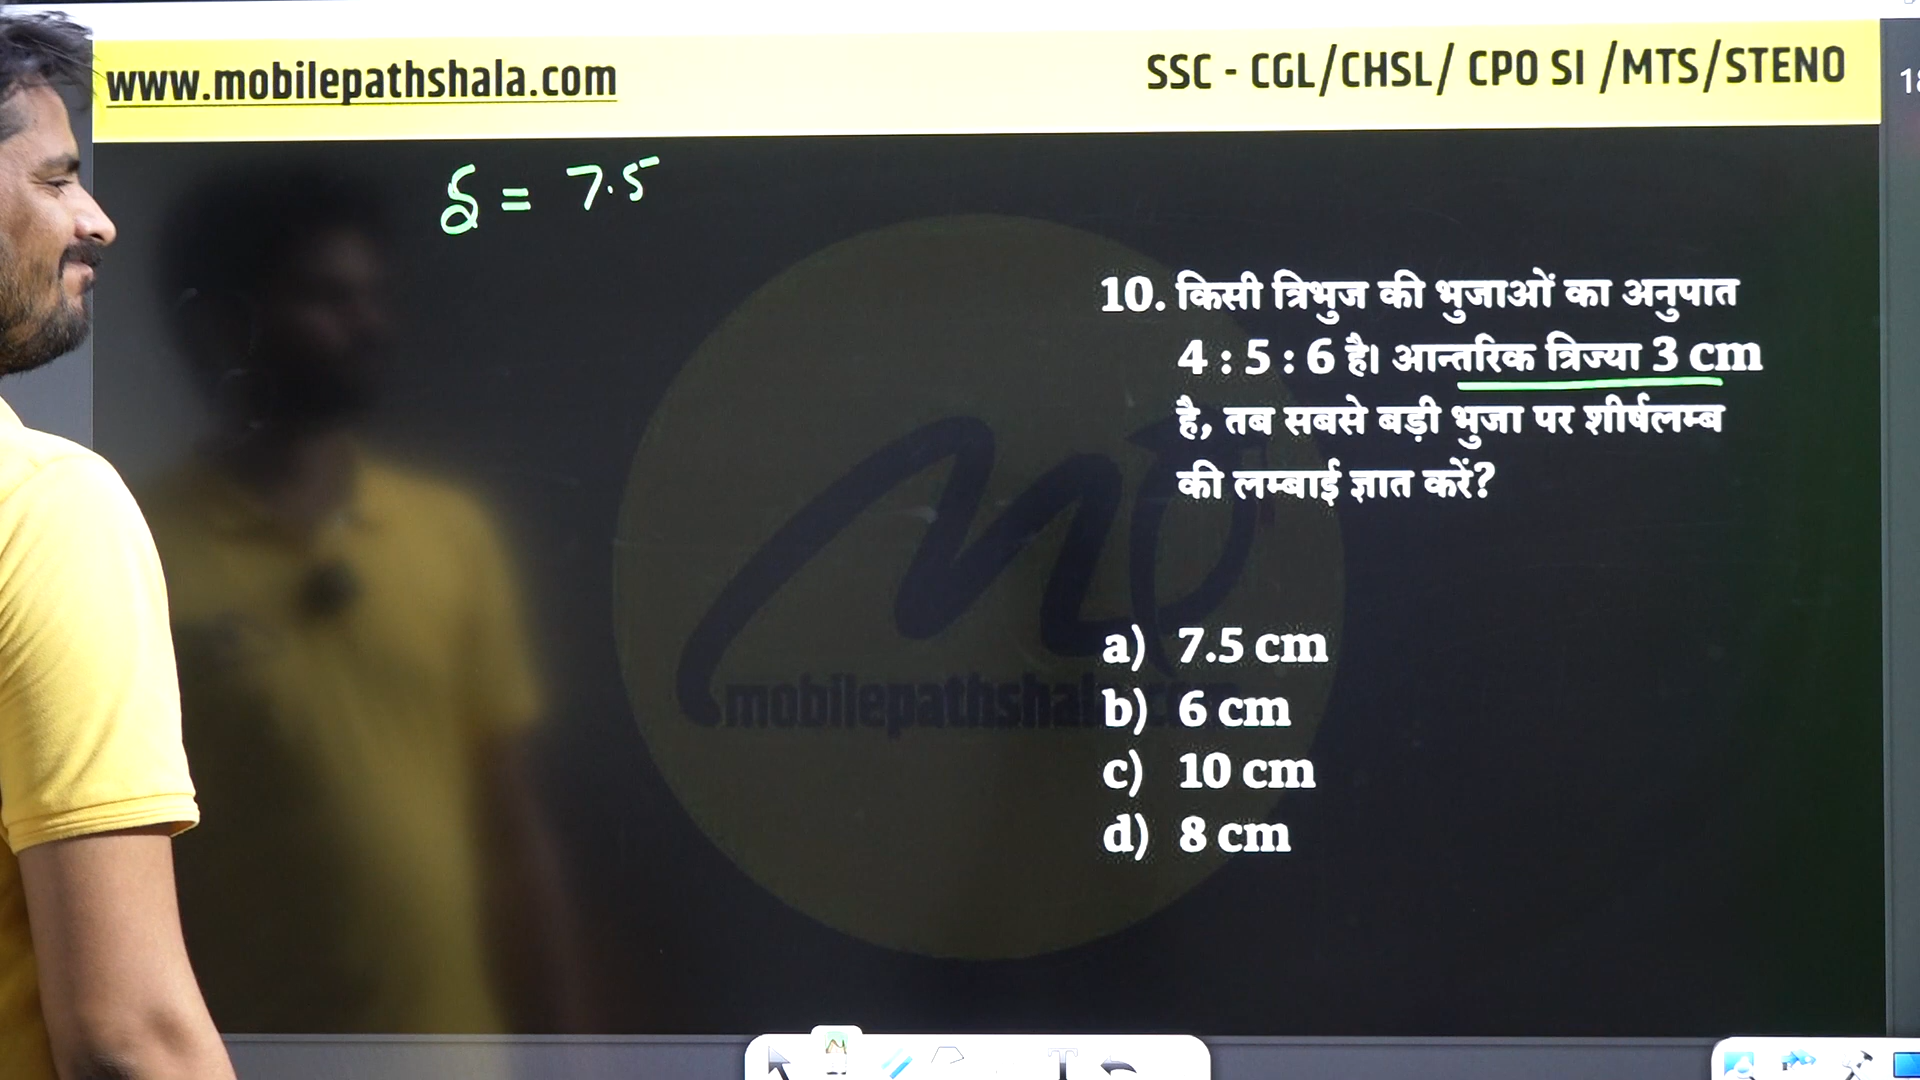 www.mobilepathshala.com
SSC - CGL/CHSL/ CPO SI /MTS/STENO
= 7.5
10. किसी त्रिभुज की भुजाओं का अनुपात
4 : 5 : 6 है। आन्तरिक त्रिज्या 3 cm
है, तब सबसे बड़ी भुजा पर शीर्षलम्ब
की लम्बाई ज्ञात करें?
a) 7.5 cm
b) 6 cm
c) 10 cm
d) 8 cm